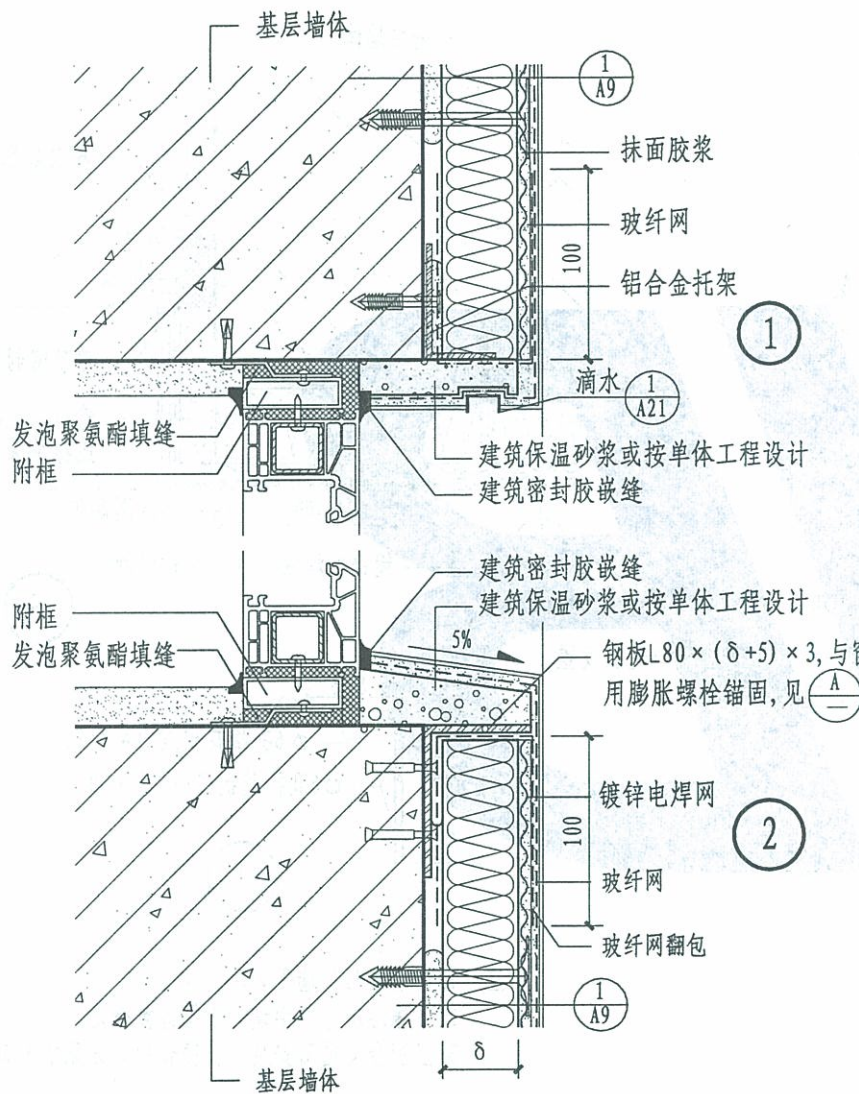 基层墙体
1
A9
抹面胶浆
100
玻纤网
铝合金托架
1
滴水
1
A21
发泡聚氨酯填缝
附框
建筑保温砂浆或按单体工程设计
建筑密封胶嵌缝
建筑密封胶嵌缝
附框
建筑保温砂浆或按单体工程设计
发泡聚氨酯填缝
5%
钢板L80×(δ+5)×3,与
用膨胀螺栓锚固,见
A
—
镀锌电焊网
100
2
玻纤网
玻纤网翻包
1
A9
δ
基层墙体